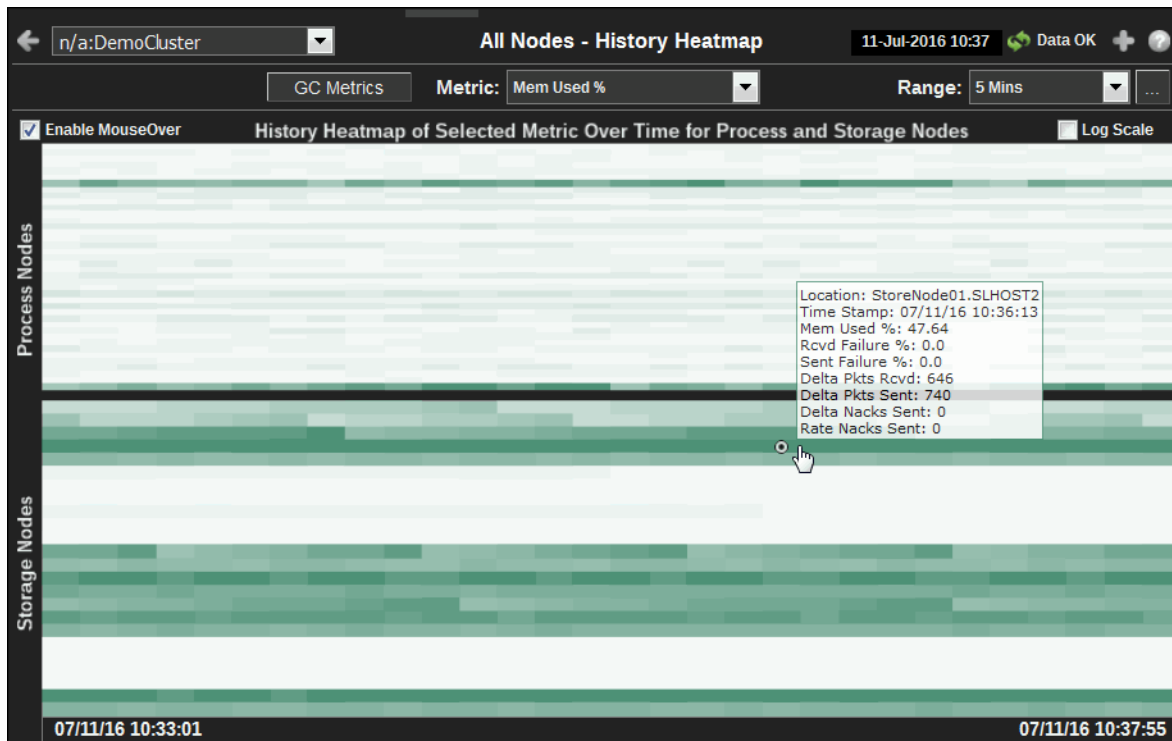 n/a:DemoCluster All Nodes - History Heatmap 11-Jul-2016 10:37 Data OK ?
GC Metrics Metric: Mem Used % Range: 5 Mins ...
Enable MouseOver History Heatmap of Selected Metric Over Time for Process and Storage Nodes Log Scale
Process Nodes
Location: StoreNode01.SLHOST2
Time Stamp: 07/11/16 10:36:13
Mem Used %: 47.64
Rcvd Failure %: 0.0
Sent Failure %: 0.0
Delta Pkts Rcvd: 646
Delta Pkts Sent: 740
Delta Nacks Sent: 0
Rate Nacks Sent: 0
Storage Nodes
07/11/16 10:33:01 07/11/16 10:37:55